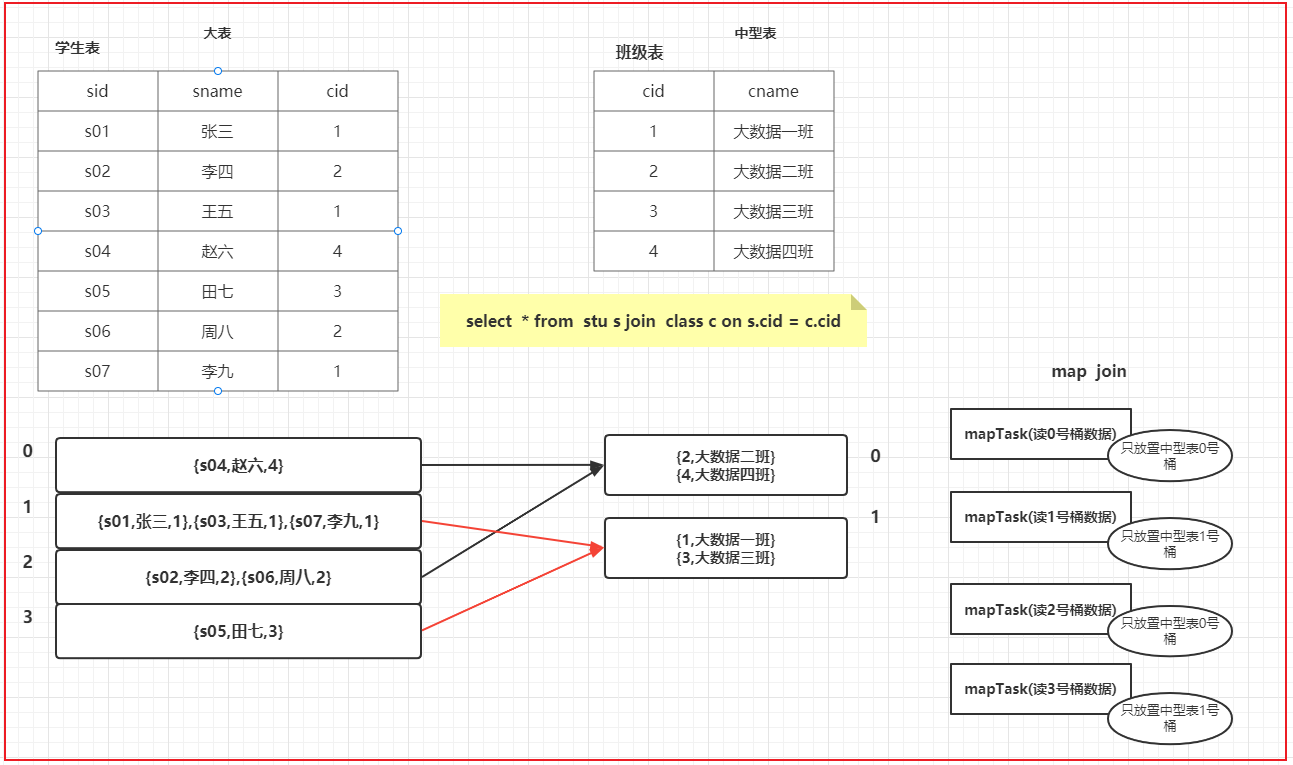 大表
学生表
sid sname cid
s01 张三 1
s02 李四 2
s03 王五 1
s04 赵六 4
s05 田七 3
s06 周八 2
s07 李九 1
中型表
班级表
cid cname
1 大数据一班
2 大数据二班
3 大数据三班
4 大数据四班
select * from stu s join class c on s.cid = c.cid
0
{s04,赵六,4}
1
{s01,张三,1},{s03,王五,1},{s07,李九,1}
2
{s02,李四,2},{s06,周八,2}
3
{s05,田七,3}
{2,大数据二班}
{4,大数据四班}
0
{1,大数据一班}
{3,大数据三班}
1
map join
mapTask(读0号桶数据)
只放置中型表0号
桶
mapTask(读1号桶数据)
只放置中型表1号
桶
mapTask(读2号桶数据)
只放置中型表0号
桶
mapTask(读3号桶数据)
只放置中型表1号
桶